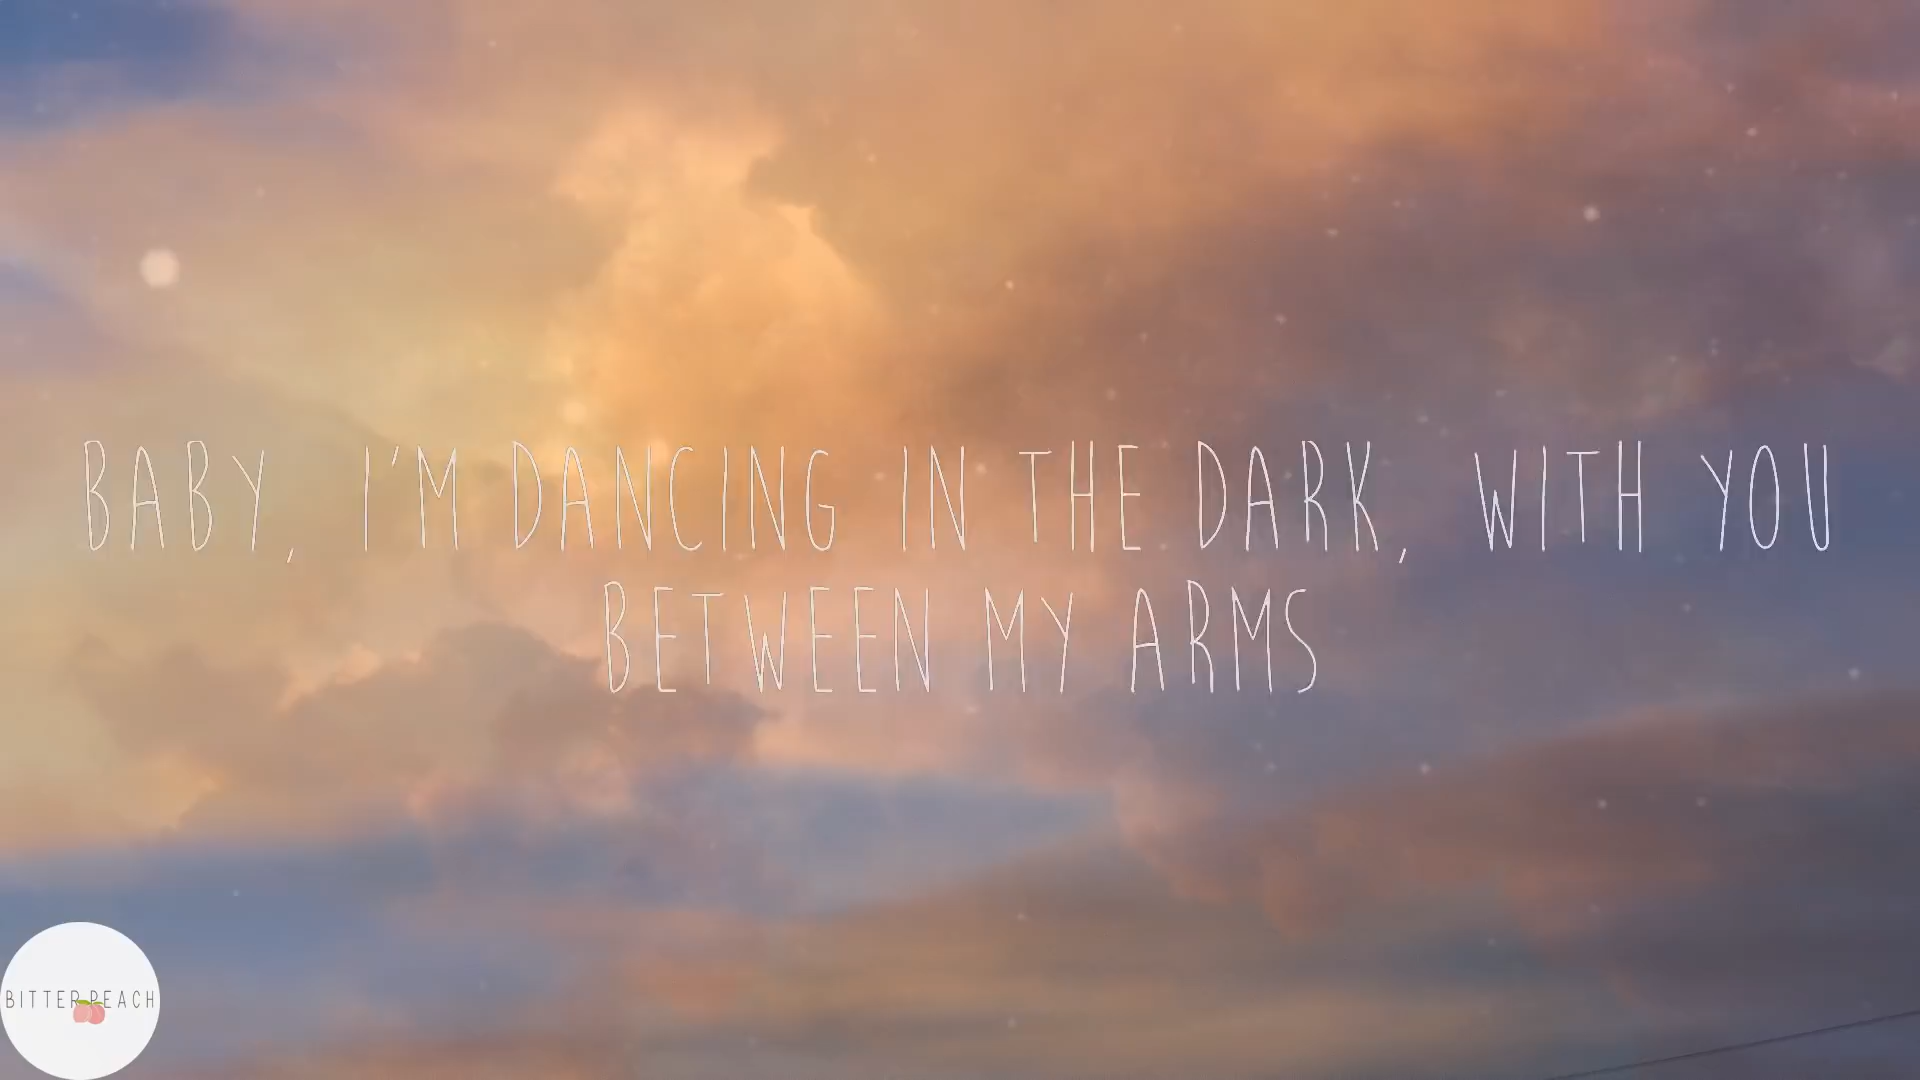 BABY, I'M DANCING IN THE DARK, WITH YOU
BETWEEN MY ARMS
BITTER PEACH